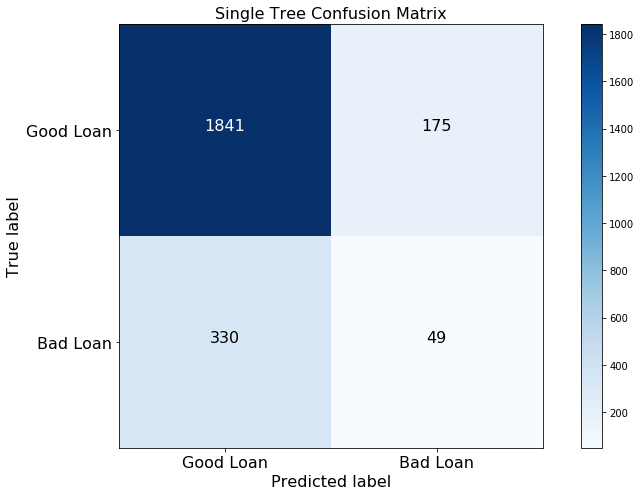 Single Tree Confusion Matrix
True label
Good Loan
Bad Loan
1841
175
330
49
Good Loan
Bad Loan
Predicted label
1800
1600
1400
1200
1000
800
600
400
200